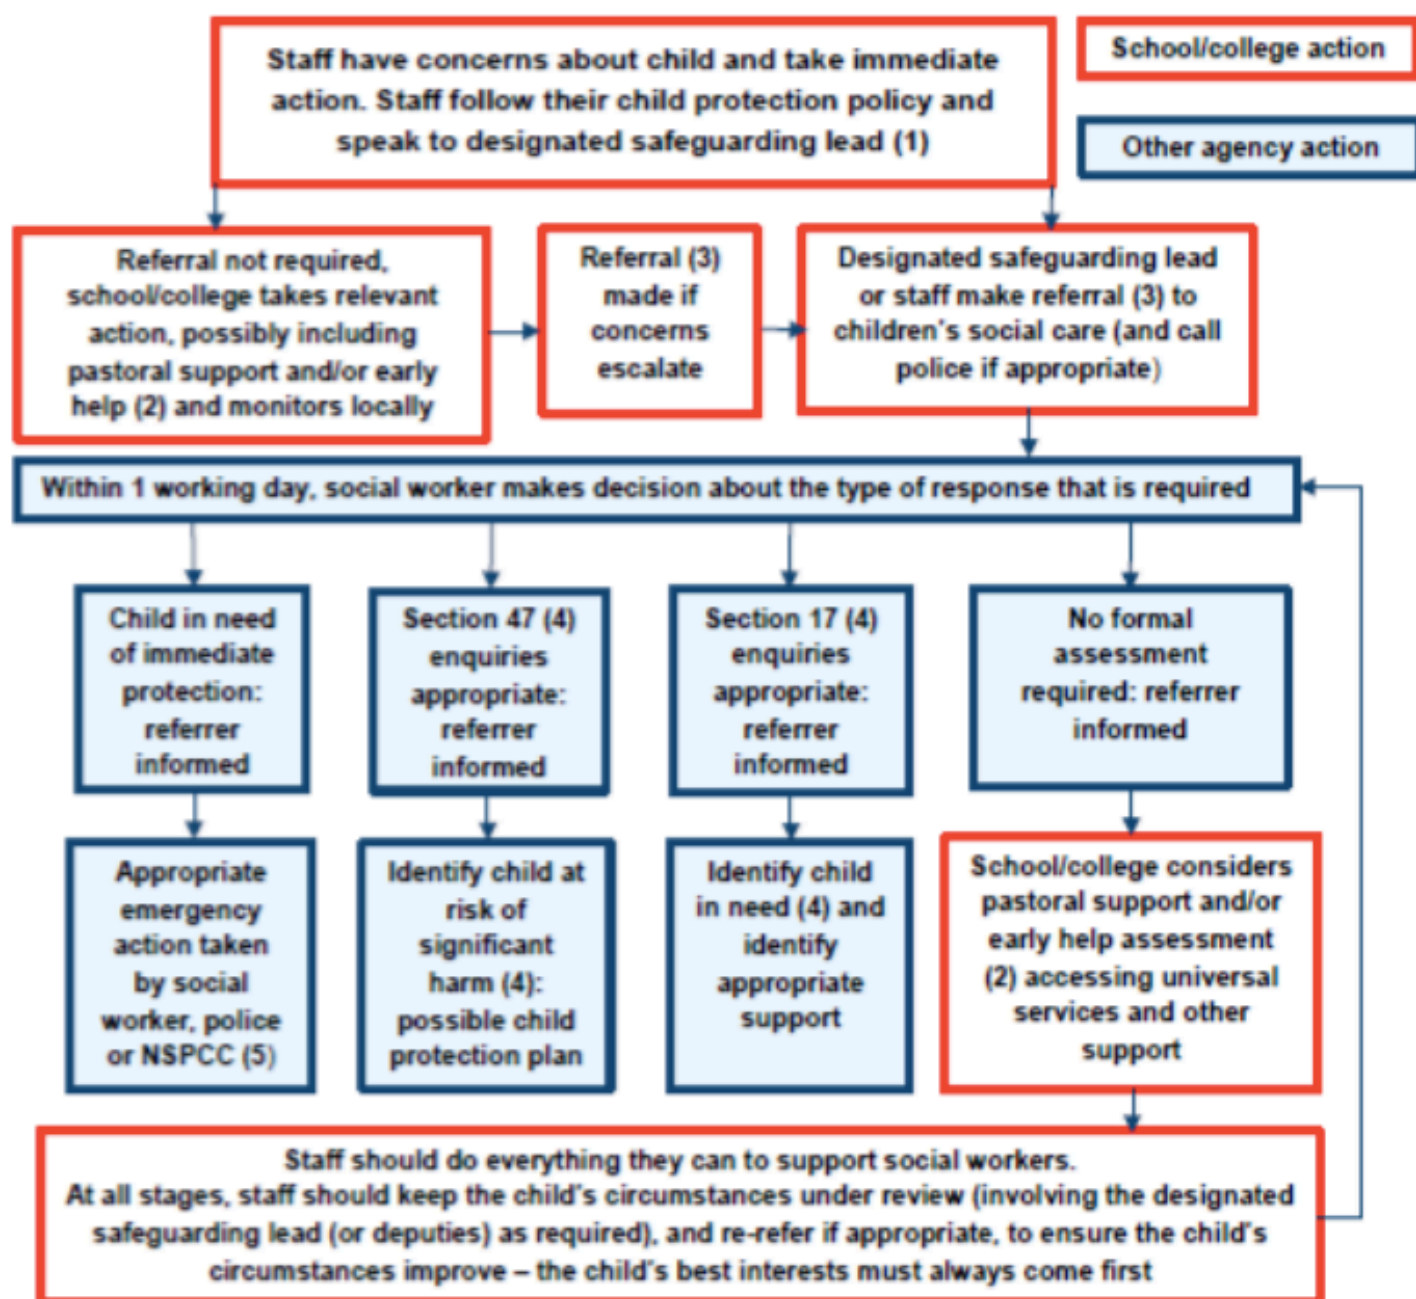 Staff have concerns about child and take immediate
action. Staff follow their child protection policy and
speak to designated safeguarding lead (1)
School/college action
Other agency action
Referral not required,
school/college takes relevant
action, possibly including
pastoral support and/or early
help (2) and monitors locally
Referral (3)
made if
concerns
escalate
Designated safeguarding lead
or staff make referral (3) to
children's social care (and call
police if appropriate)
Within 1 working day, social worker makes decision about the type of response that is required
Child in need
of immediate
protection:
referrer
informed
Section 47 (4)
enquiries
appropriate:
referrer
informed
Section 17 (4)
enquiries
appropriate:
referrer
informed
No formal
assessment
required: referrer
informed
Appropriate
emergency
action taken
by social
worker, police
or NSPCC (5)
Identify child at
risk of
significant
harm (4):
possible child
protection plan
Identify child
in need (4) and
identify
appropriate
support
School/college considers
pastoral support and/or
early help assessment
(2) accessing universal
services and other
support
Staff should do everything they can to support social workers.
At all stages, staff should keep the child's circumstances under review (involving the designated
safeguarding lead (or deputies) as required), and re-refer if appropriate, to ensure the child's
circumstances improve – the child's best interests must always come first